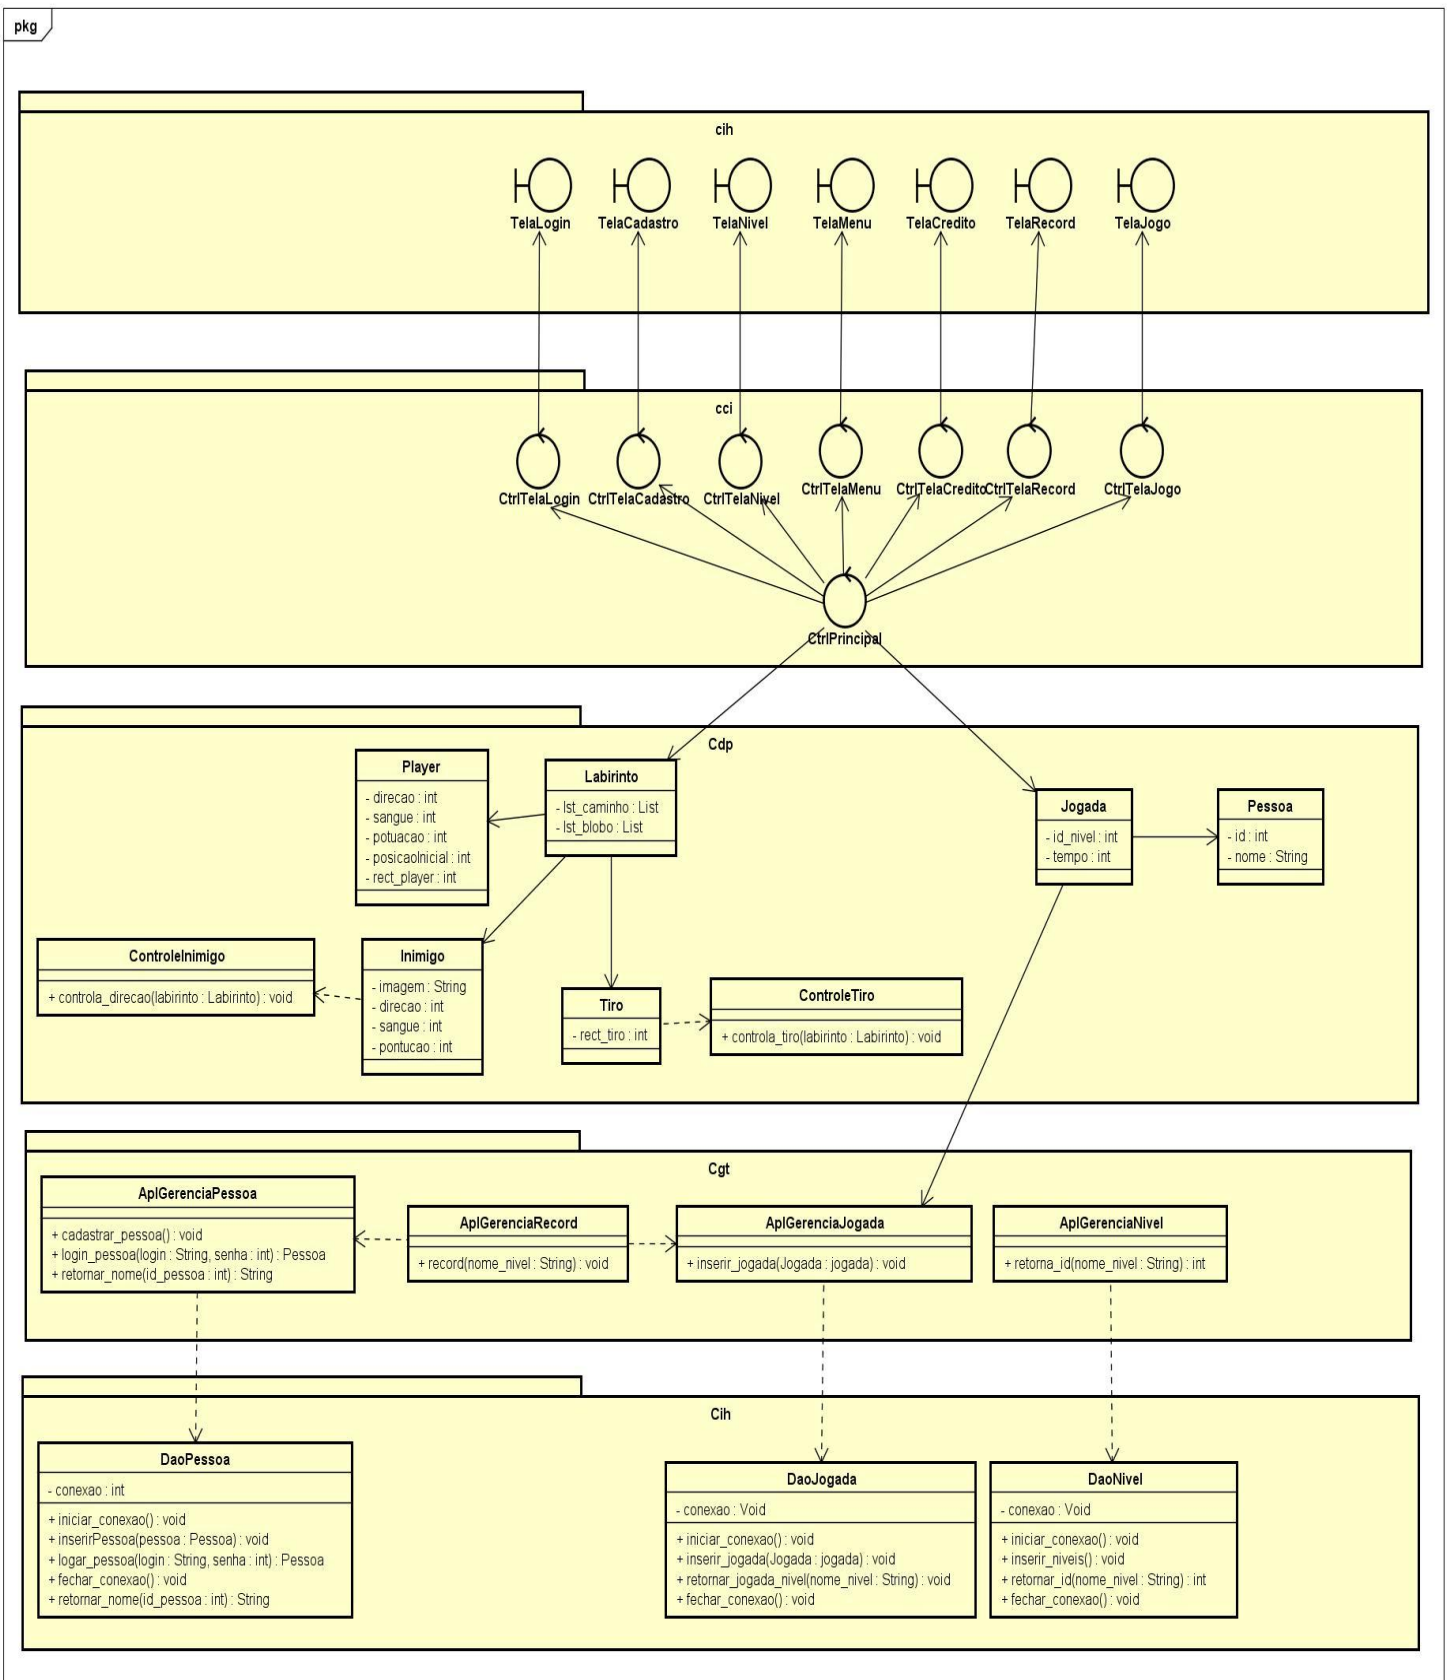 pkg
cih
TelaLogin
TelaCadastro
TelaNivel
TelaMenu
TelaCredito
TelaRecord
TelaJogo
cci
CtrlTelaLogin
CtrlTelaCadastro
CtrlTelaNivel
CtrlTelaMenu
CtrlTelaCredito
CtrlTelaRecord
CtrlTelaJogo
CtrlPrincipal
Cdp
Player
- direcao : int
- sangue : int
- potuacao : int
- posicaoInicial : int
- rect_player : int
Labirinto
- lst_caminho : List
- lst_blobo : List
Jogada
- id_nivel : int
- tempo : int
Pessoa
- id : int
- nome : String
ControleInimigo
+ controla_direcao(labirinto : Labirinto) : void
Inimigo
- imagem : String
- direcao : int
- sangue : int
- pontucao : int
Tiro
- rect_tiro : int
ControleTiro
+ controla_tiro(labirinto : Labirinto) : void
Cgt
AplGerenciaPessoa
+ cadastrar_pessoa() : void
+ login_pessoa(login : String, senha : int) : Pessoa
+ retornar_nome(id_pessoa : int) : String
AplGerenciaRecord
+ record(nome_nivel : String) : void
AplGerenciaJogada
+ inserir_jogada(Jogada : jogada) : void
AplGerenciaNivel
+ retorna_id(nome_nivel : String) : int
Cih
DaoPessoa
- conexao : int
+ iniciar_conexao() : void
+ inserirPessoa(pessoa : Pessoa) : void
+ logar_pessoa(login : String, senha : int) : Pessoa
+ fechar_conexao() : void
+ retornar_nome(id_pessoa : int) : String
DaoJogada
- conexao : Void
+ iniciar_conexao() : void
+ inserir_jogada(Jogada : jogada) : void
+ retornar_jogada_nivel(nome_nivel : String) : void
+ fechar_conexao() : void
DaoNivel
- conexao : Void
+ iniciar_conexao() : void
+ inserir_niveis() : void
+ retornar_id(nome_nivel : String) : int
+ fechar_conexao() : void